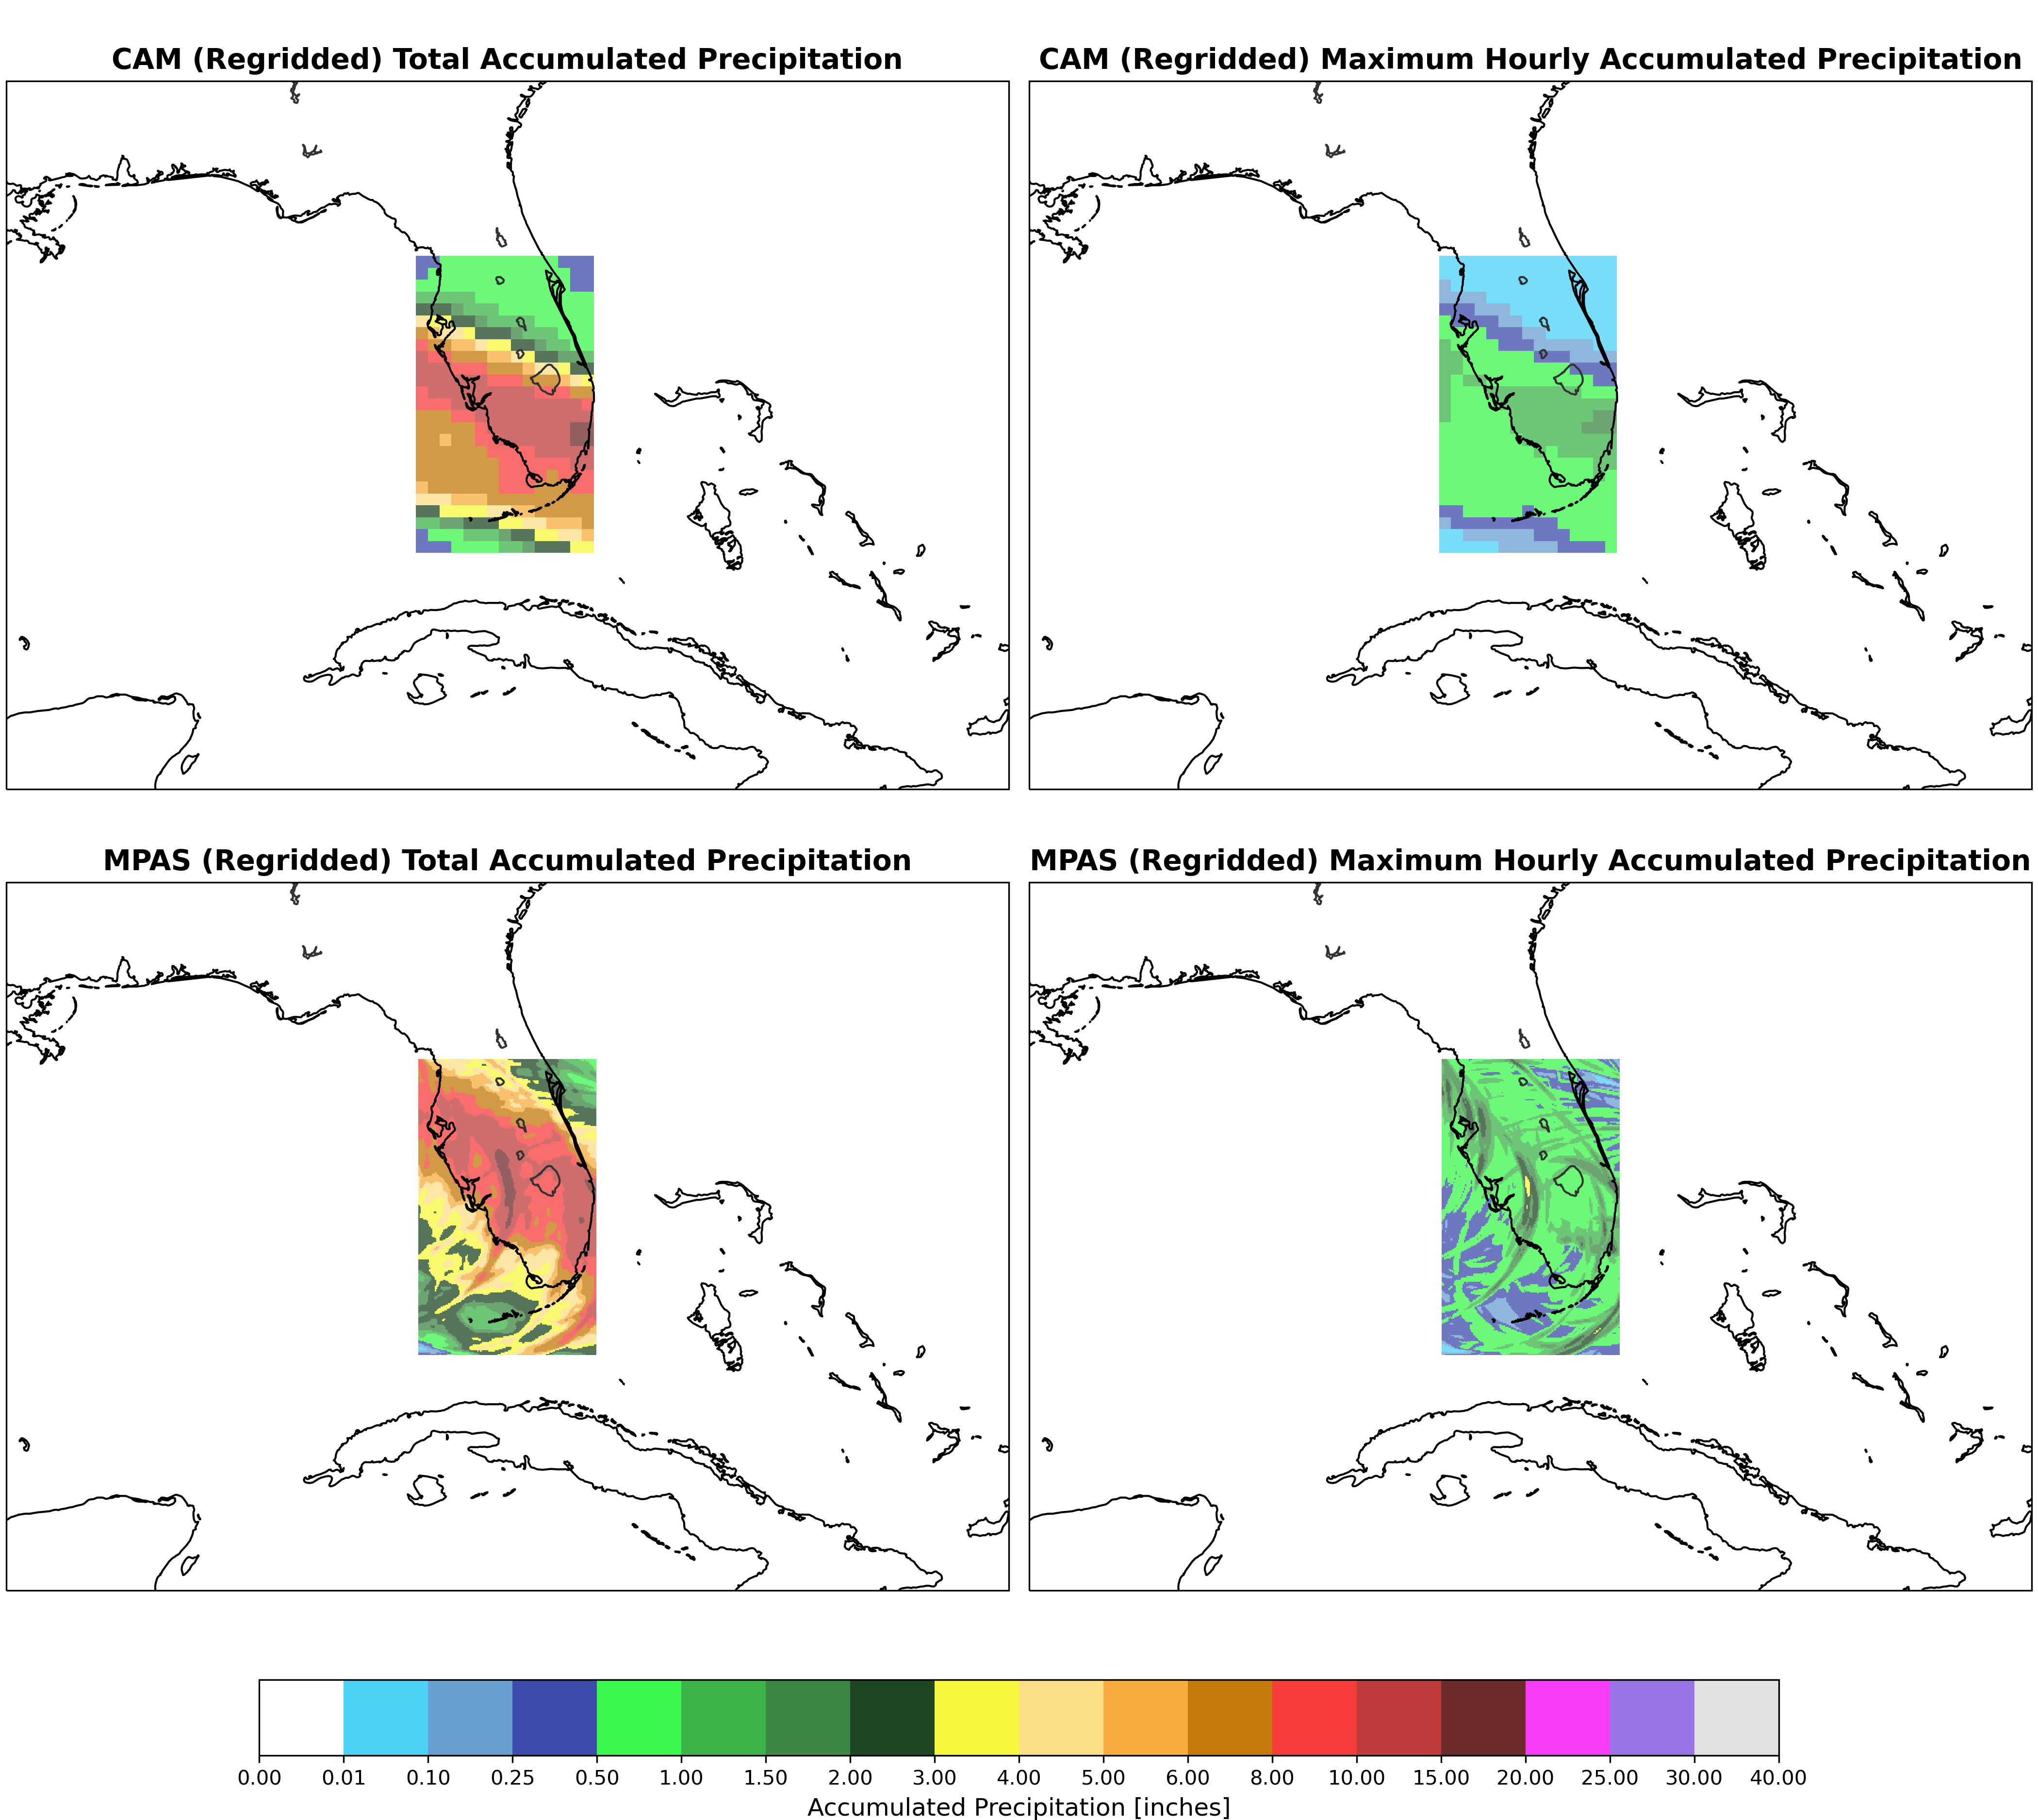 CAM (Regridded) Total Accumulated Precipitation
CAM (Regridded) Maximum Hourly Accumulated Precipitation
MPAS (Regridded) Total Accumulated Precipitation
MPAS (Regridded) Maximum Hourly Accumulated Precipitation
0.00 0.01 0.10 0.25 0.50 1.00 1.50 2.00 3.00 4.00 5.00 6.00 8.00 10.00 15.00 20.00 25.00 30.00 40.00
Accumulated Precipitation [inches]